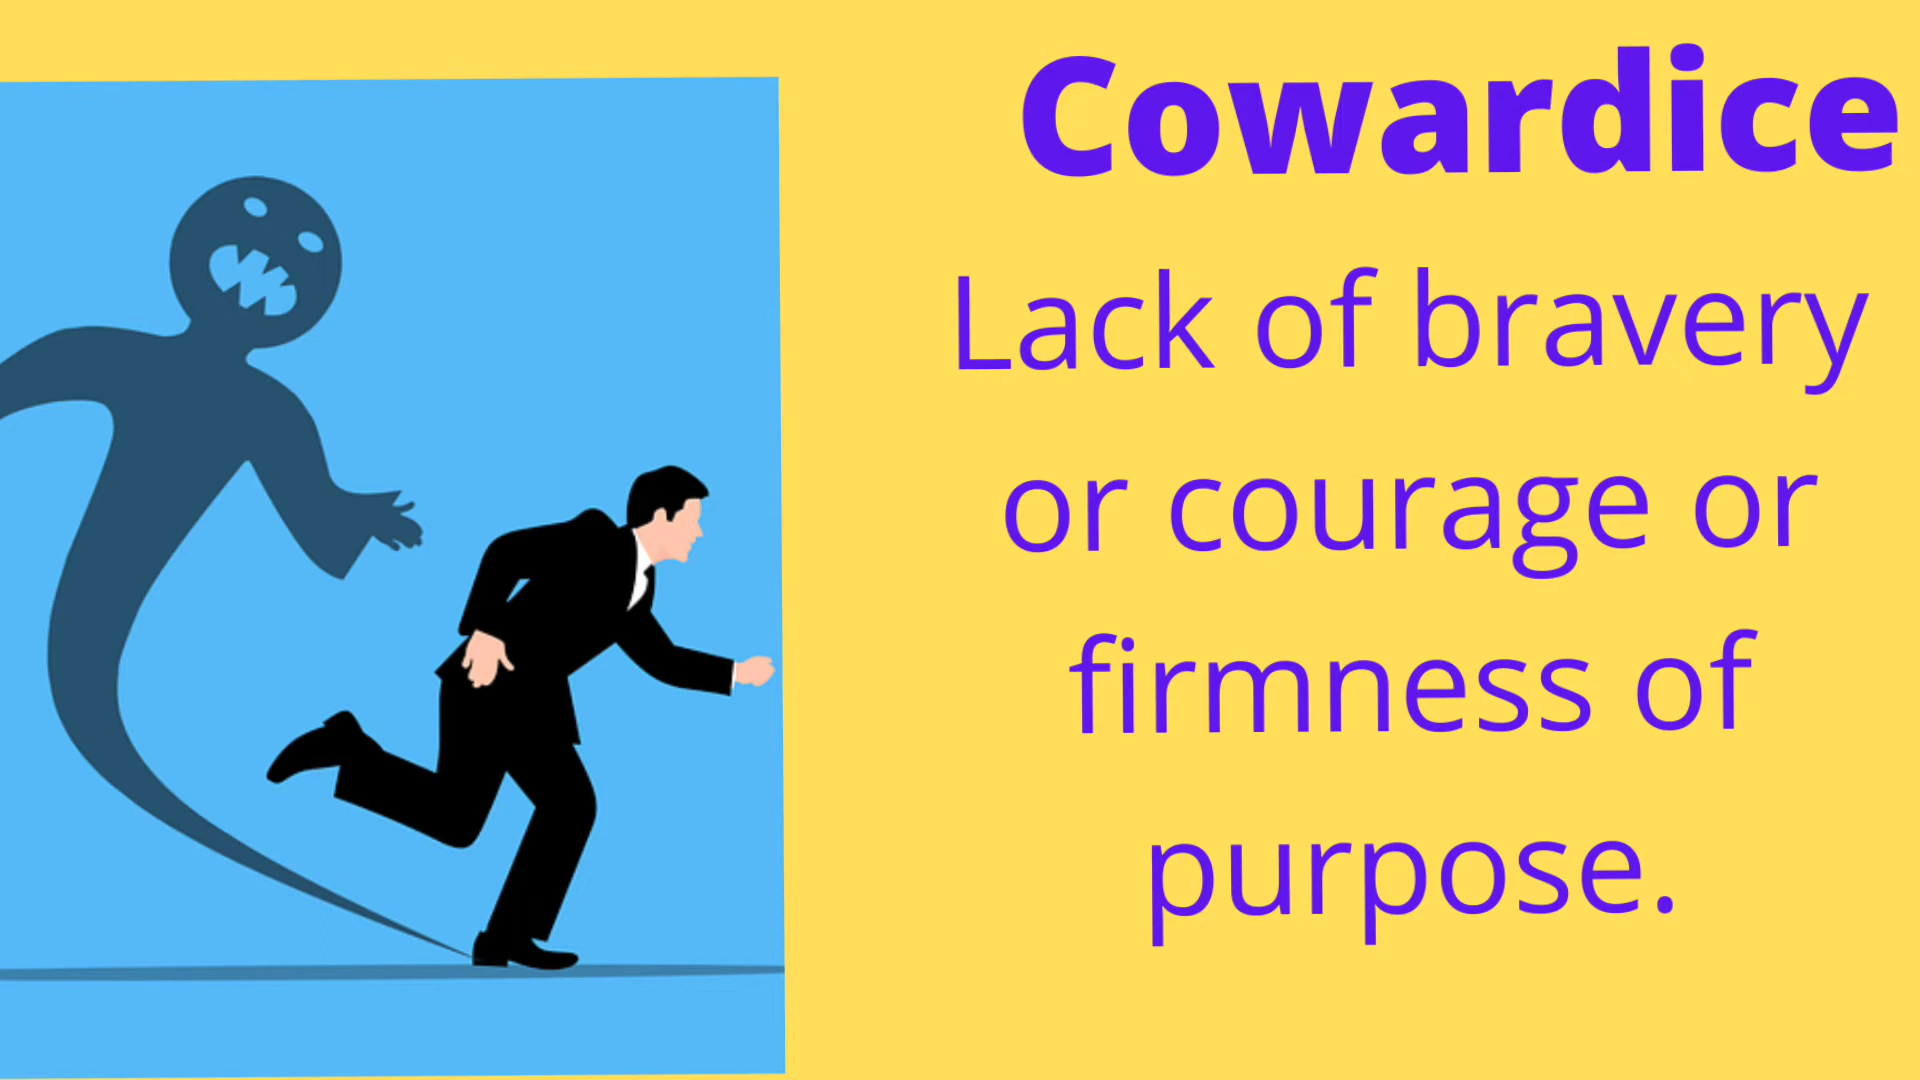 Cowardice
Lack of bravery
or courage or
firmness of
purpose.